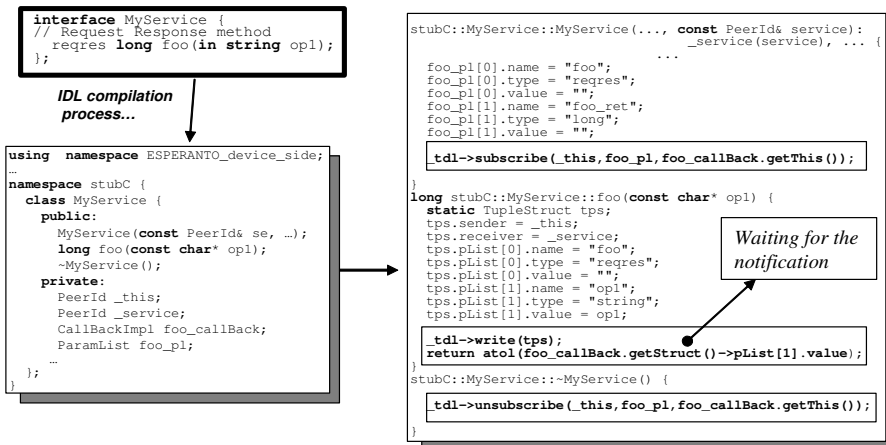 interface MyService {
// Request Response method
reqres long foo(in string op1);
};
IDL compilation
process...
using namespace ESPERANTO_device_side;
…
namespace stubC {
class MyService {
public:
MyService(const PeerId& se, …);
long foo(const char* op1);
~MyService();
private:
PeerId _this;
PeerId _service;
CallBackImpl foo_callBack;
ParamList foo_pl;
…
};
}
stubC::MyService::MyService(..., const PeerId& service):
_service(service), ... {
...
foo_pl[0].name = "foo";
foo_pl[0].type = "reqres";
foo_pl[0].value = "";
foo_pl[1].name = "foo_ret";
foo_pl[1].type = "long";
foo_pl[1].value = "";
_tdl->subscribe(_this,foo_pl,foo_callBack.getThis());
}
long stubC::MyService::foo(const char* op1) {
static TupleStruct tps;
tps.sender = _this;
tps.receiver = _service;
tps.pList[0].name = "foo";
tps.pList[0].type = "reqres";
tps.pList[0].value = "";
tps.pList[1].name = "op1";
tps.pList[1].type = "string";
tps.pList[1].value = op1;
Waiting for the
notification
_tdl->write(tps);
return atol(foo_callBack.getStruct()->pList[1].value);
}
stubC::MyService::~MyService() {
_tdl->unsubscribe(_this,foo_pl,foo_callBack.getThis());
}